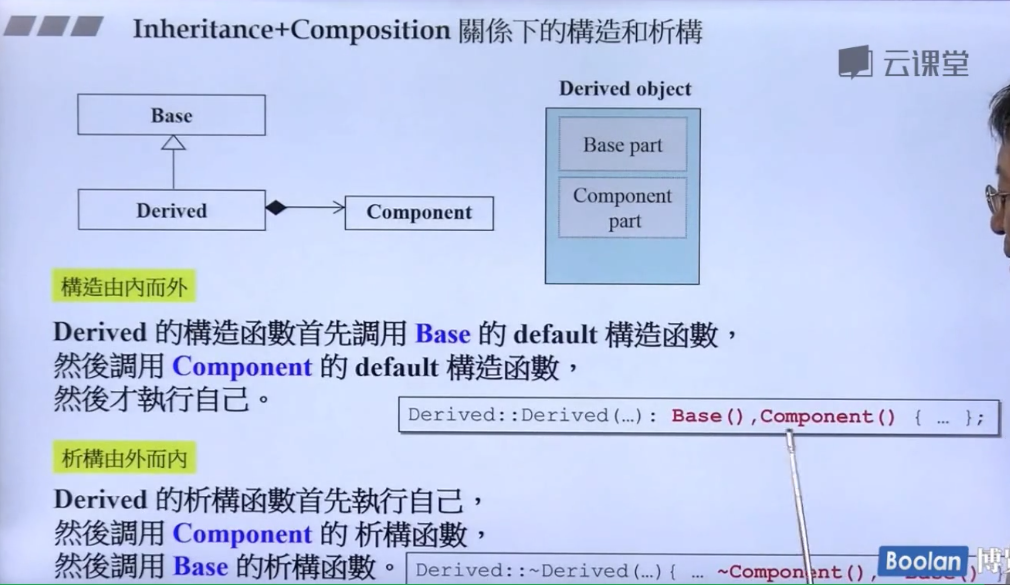 Inheritance+Composition 關係下的構造和析構
云课堂
Base
Derived
Component
Derived object
Base part
Component
part
構造由內而外
Derived 的構造函數首先調用 Base 的 default 構造函數，
然後調用 Component 的 default 構造函數，
然後才執行自己。
Derived::Derived(…): Base(),Component() { … };
析構由外而內
Derived 的析構函數首先執行自己，
然後調用 Component 的 析構函數，
然後調用 Base 的析構函數。
Derived::~Derived(…){ … ~Component(),
Boolan 博